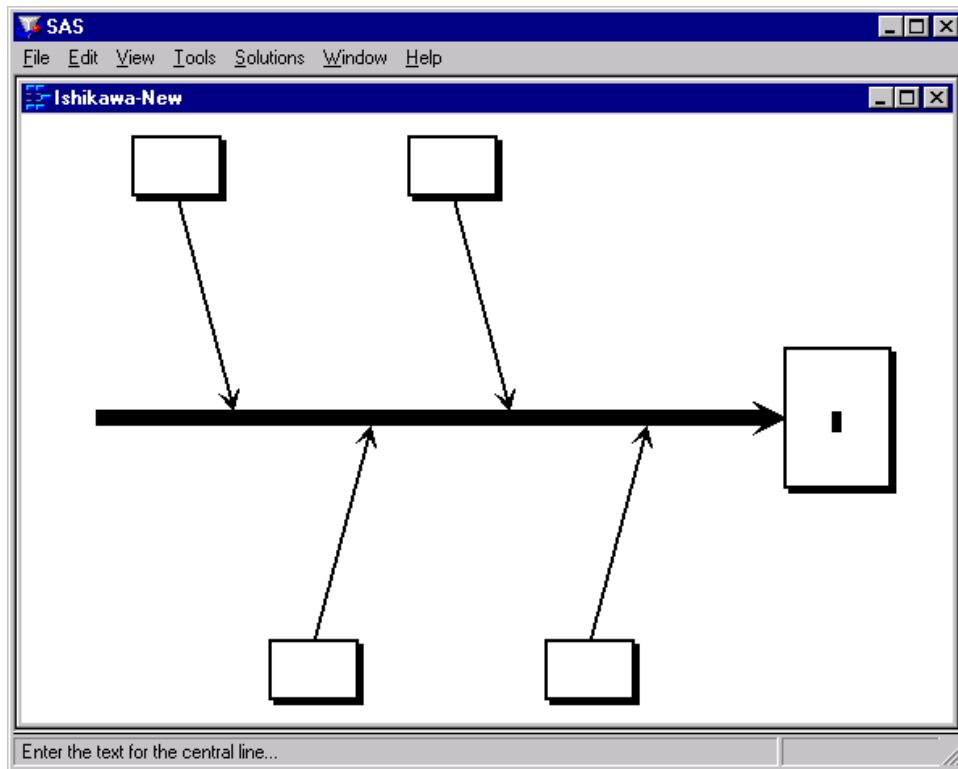 SAS
File Edit View Tools Solutions Window Help
Ishikawa-New
Enter the text for the central line...